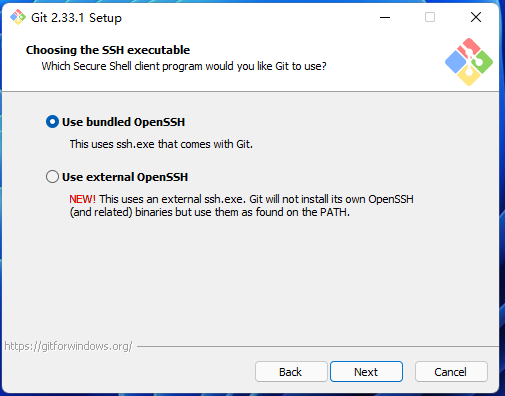 Git 2.33.1 Setup
Choosing the SSH executable
Which Secure Shell client program would you like Git to use?
Use bundled OpenSSH
This uses ssh.exe that comes with Git.
Use external OpenSSH
NEW! This uses an external ssh.exe. Git will not install its own OpenSSH
(and related) binaries but use them as found on the PATH.
https://gitforwindows.org/
Back
Next
Cancel